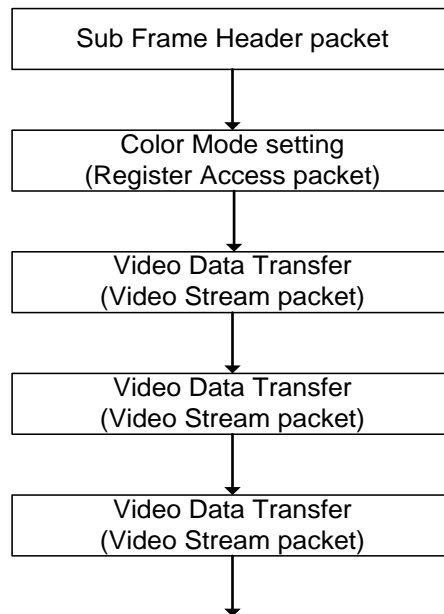 Sub Frame Header packet
Color Mode setting
(Register Access packet)
Video Data Transfer
(Video Stream packet)
Video Data Transfer
(Video Stream packet)
Video Data Transfer
(Video Stream packet)